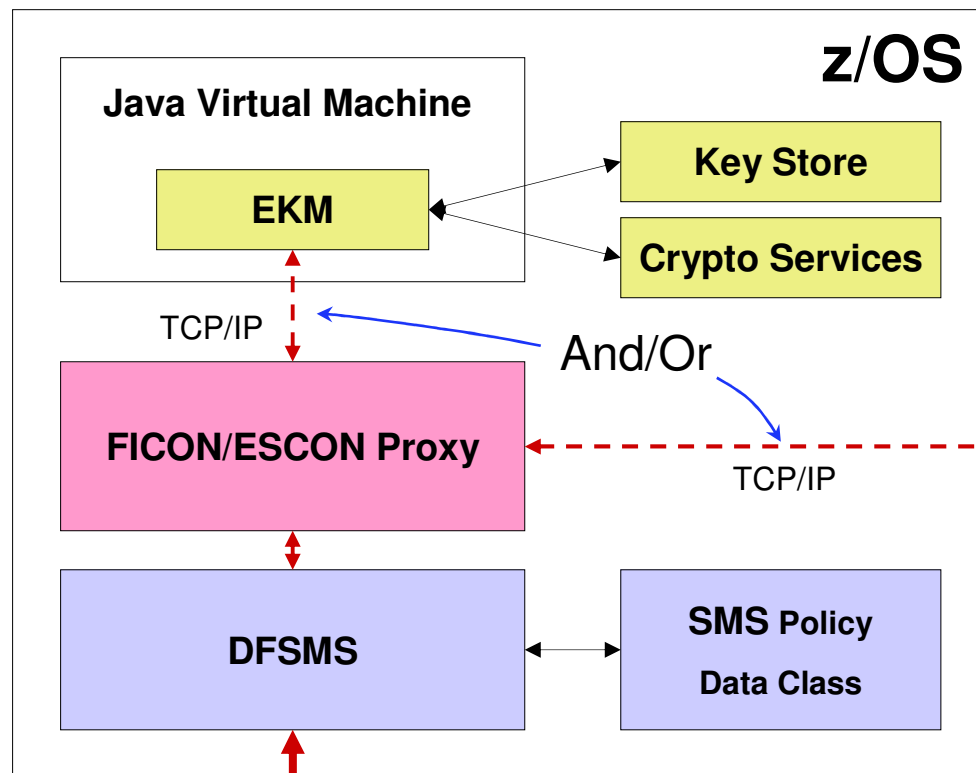 z/OS
Java Virtual Machine
EKM
Key Store
Crypto Services
TCP/IP
And/Or
FICON/ESCON Proxy
TCP/IP
DFSMS
SMS Policy
Data Class